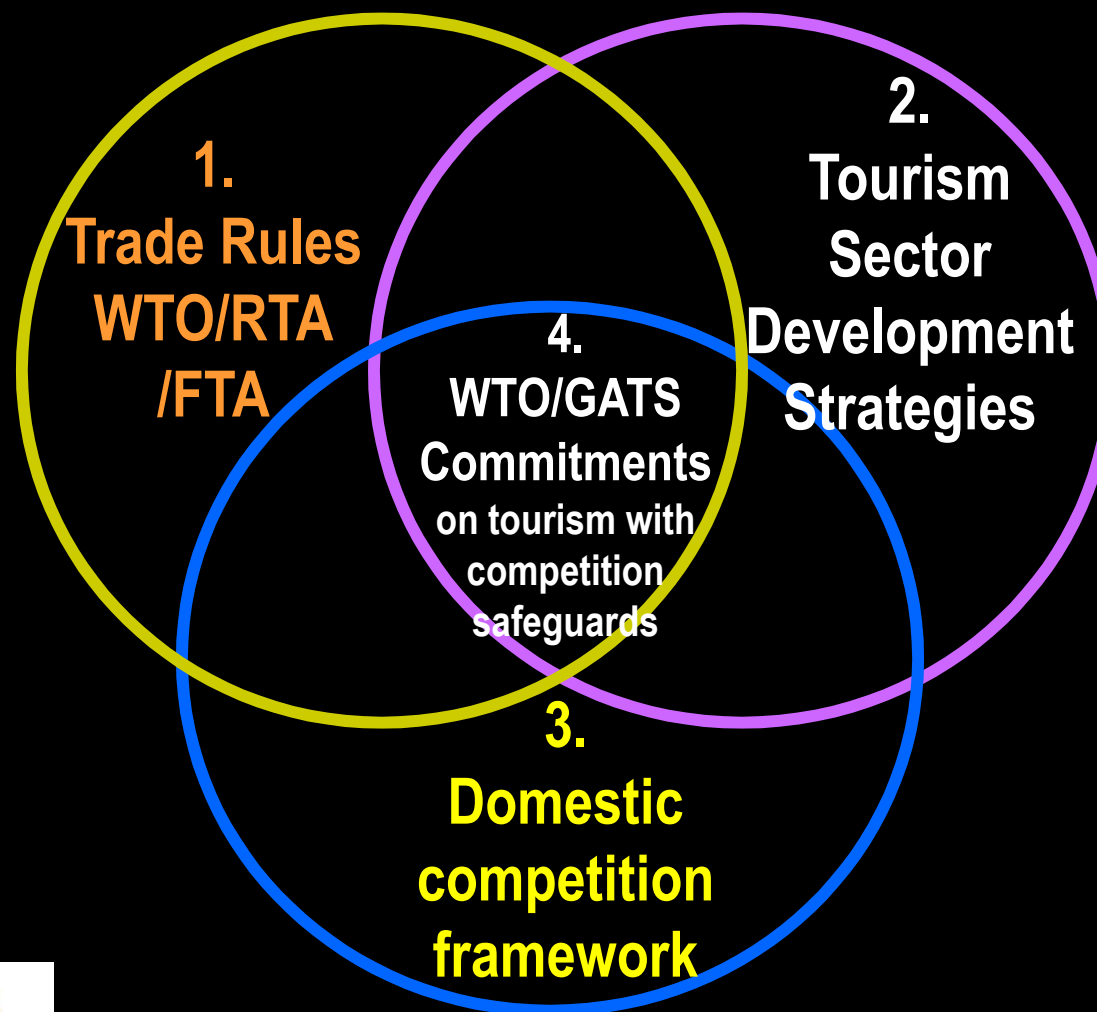 1.
Trade Rules
WTO/RTA
/FTA
2.
Tourism
Sector
Development
Strategies
4.
WTO/GATS
Commitments
on tourism with
competition
safeguards
3.
Domestic
competition
framework